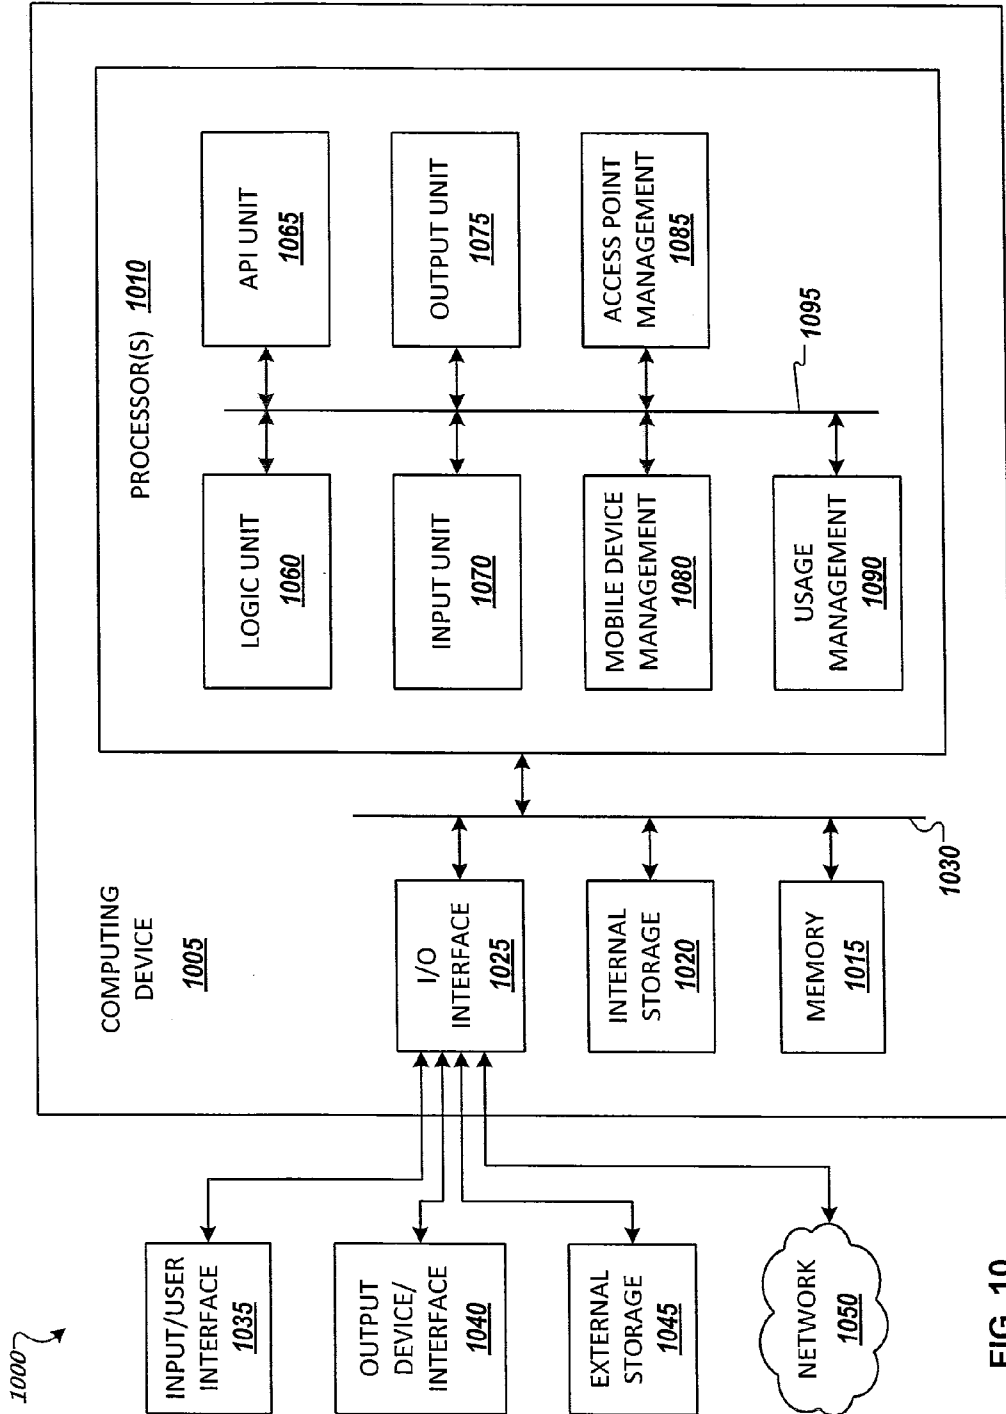 1000
COMPUTING
DEVICE
1005
PROCESSOR(S) 1010
INPUT/USER
INTERFACE
1035
OUTPUT
DEVICE/
INTERFACE
1040
EXTERNAL
STORAGE
1045
NETWORK
1050
I/O
INTERFACE
1025
INTERNAL
STORAGE
1020
MEMORY
1015
1030
LOGIC UNIT
1060
INPUT UNIT
1070
MOBILE DEVICE
MANAGEMENT
1080
USAGE
MANAGEMENT
1090
API UNIT
1065
OUTPUT UNIT
1075
ACCESS POINT
MANAGEMENT
1085
1095
FIG. 10